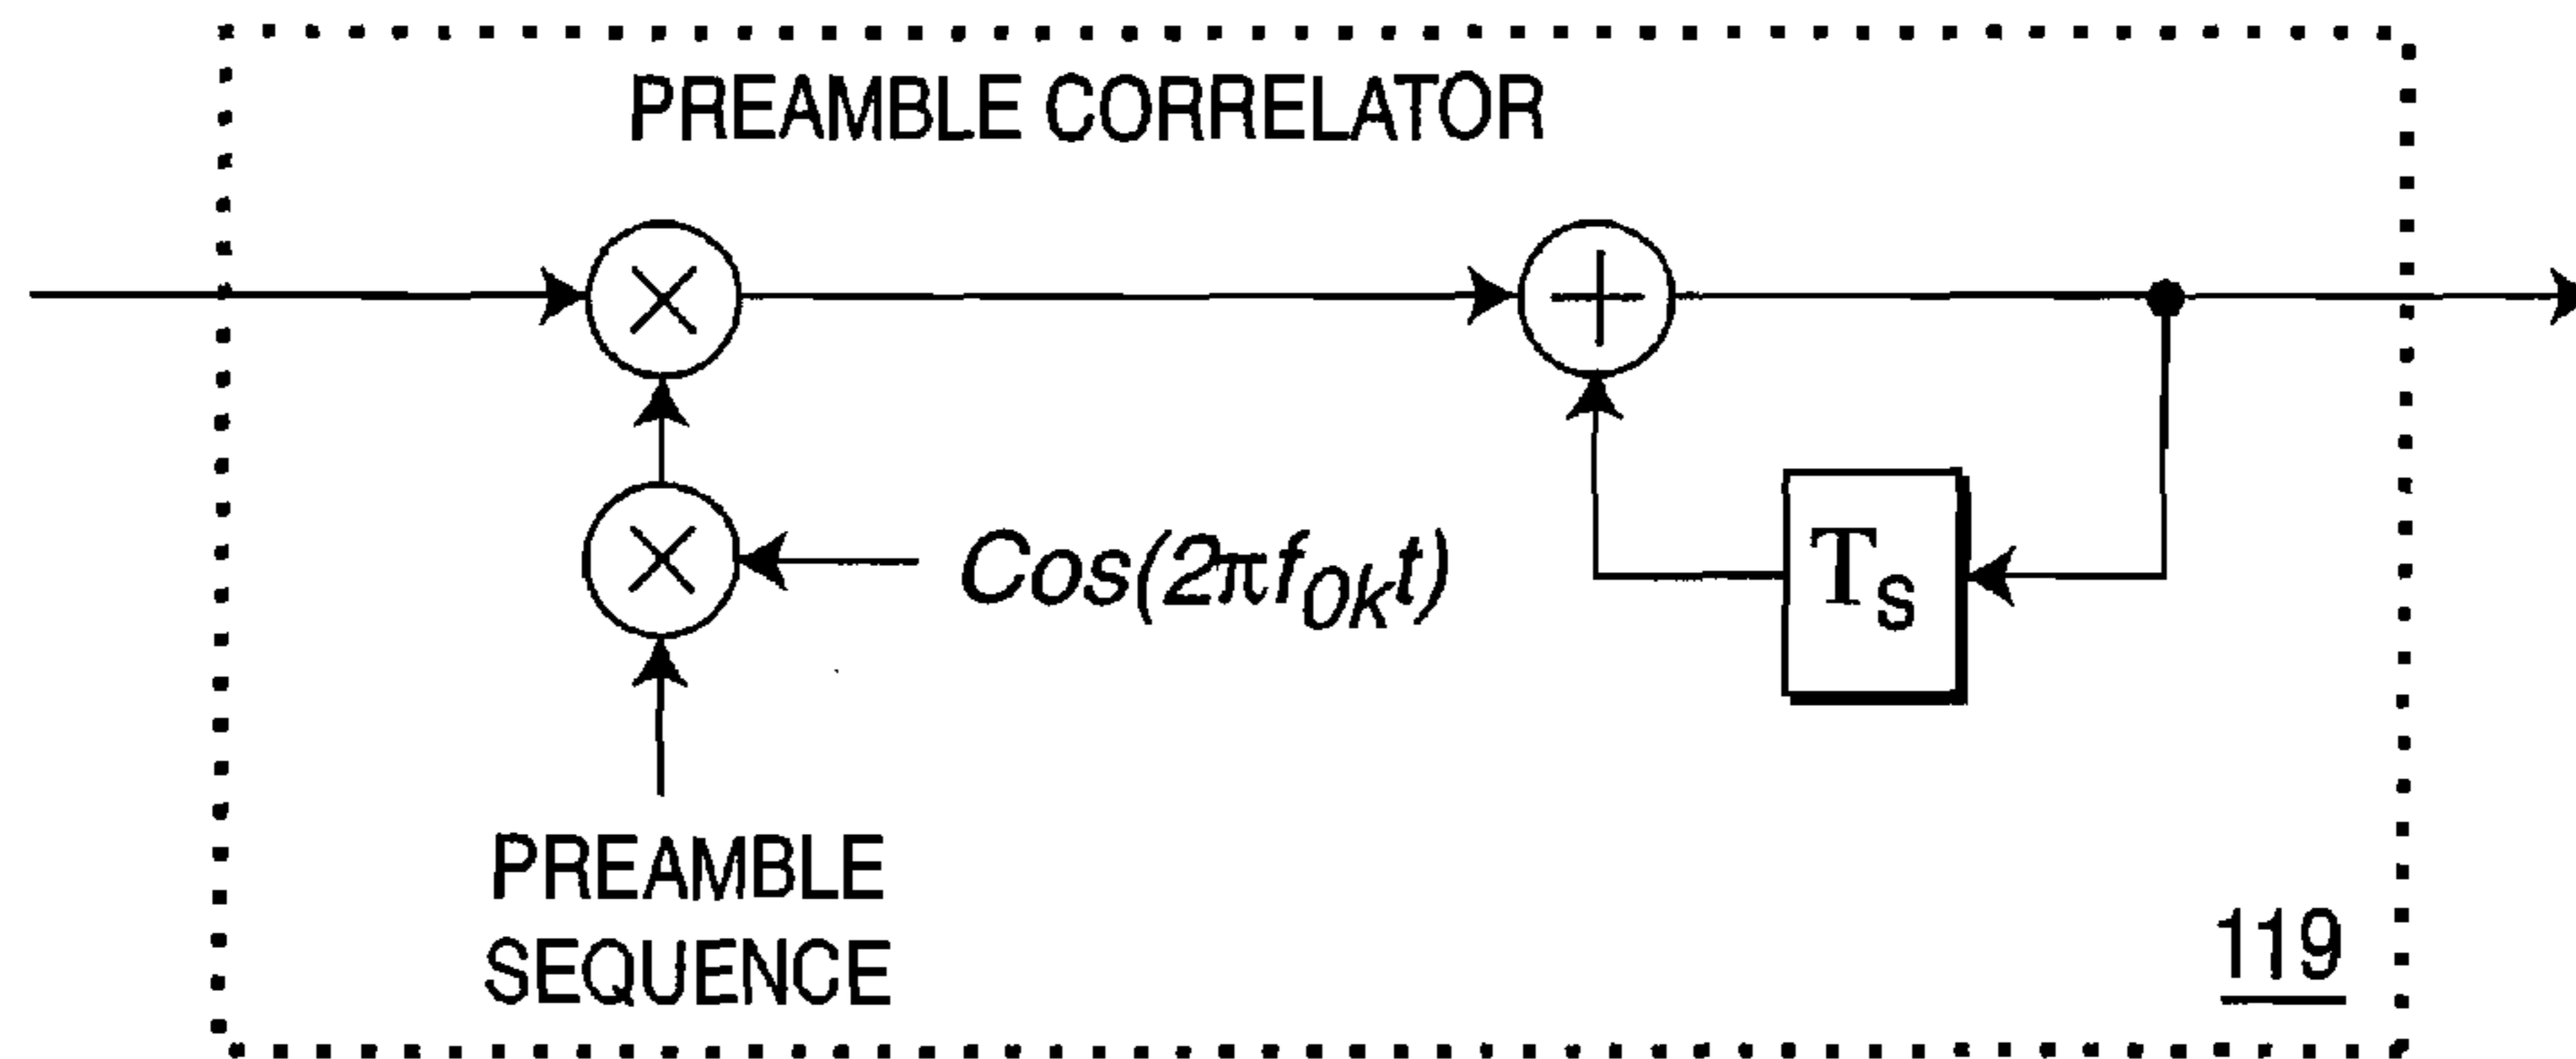 PREAMBLE CORRELATOR
×
+
×
Cos(2πf0kt)
TS
PREAMBLE
SEQUENCE
119